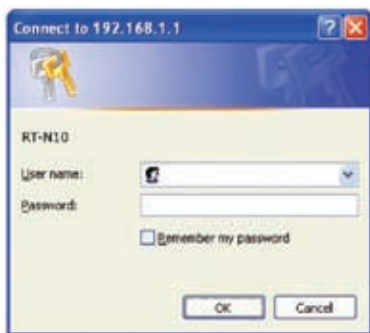 Connect to 192.168.1.1
RT-N10
User name:
Password:
Remember my password
OK Cancel